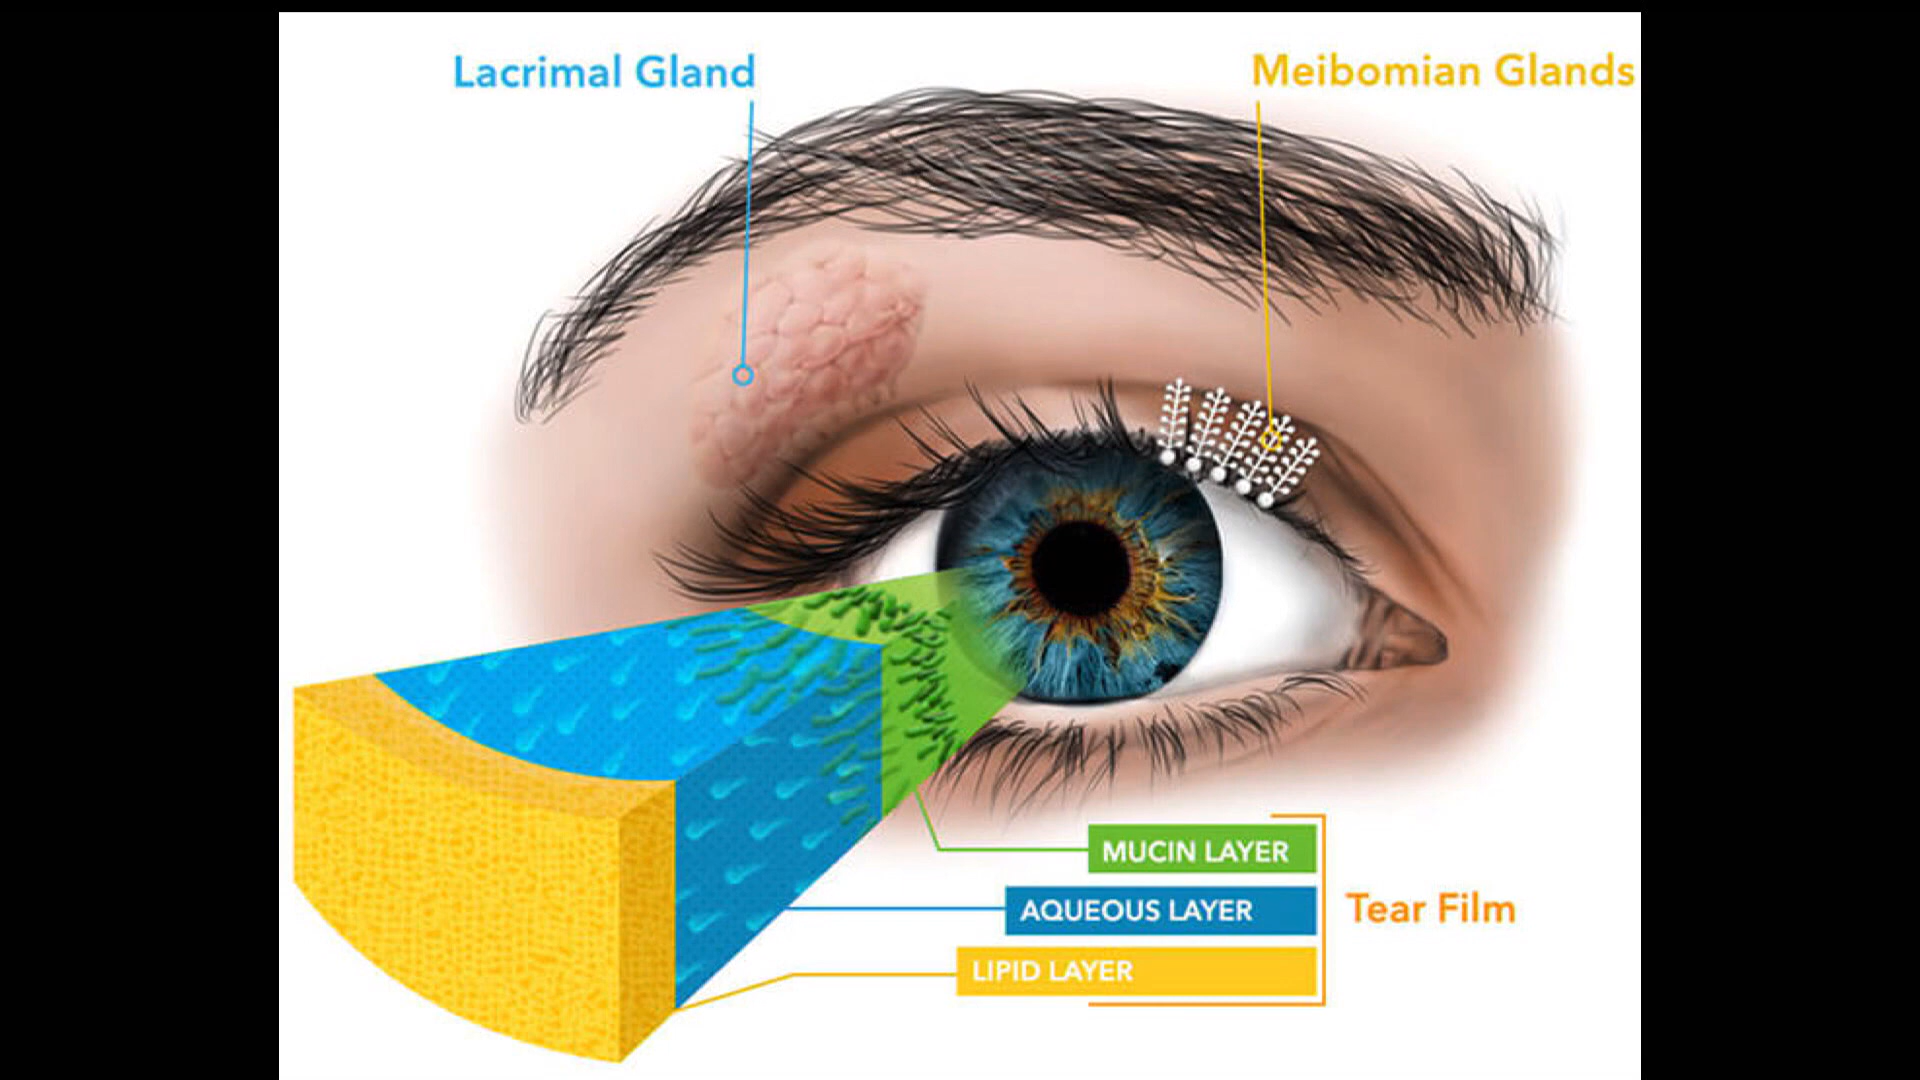 Lacrimal Gland
Meibomian Glands
MUCIN LAYER
AQUEOUS LAYER
LIPID LAYER
Tear Film